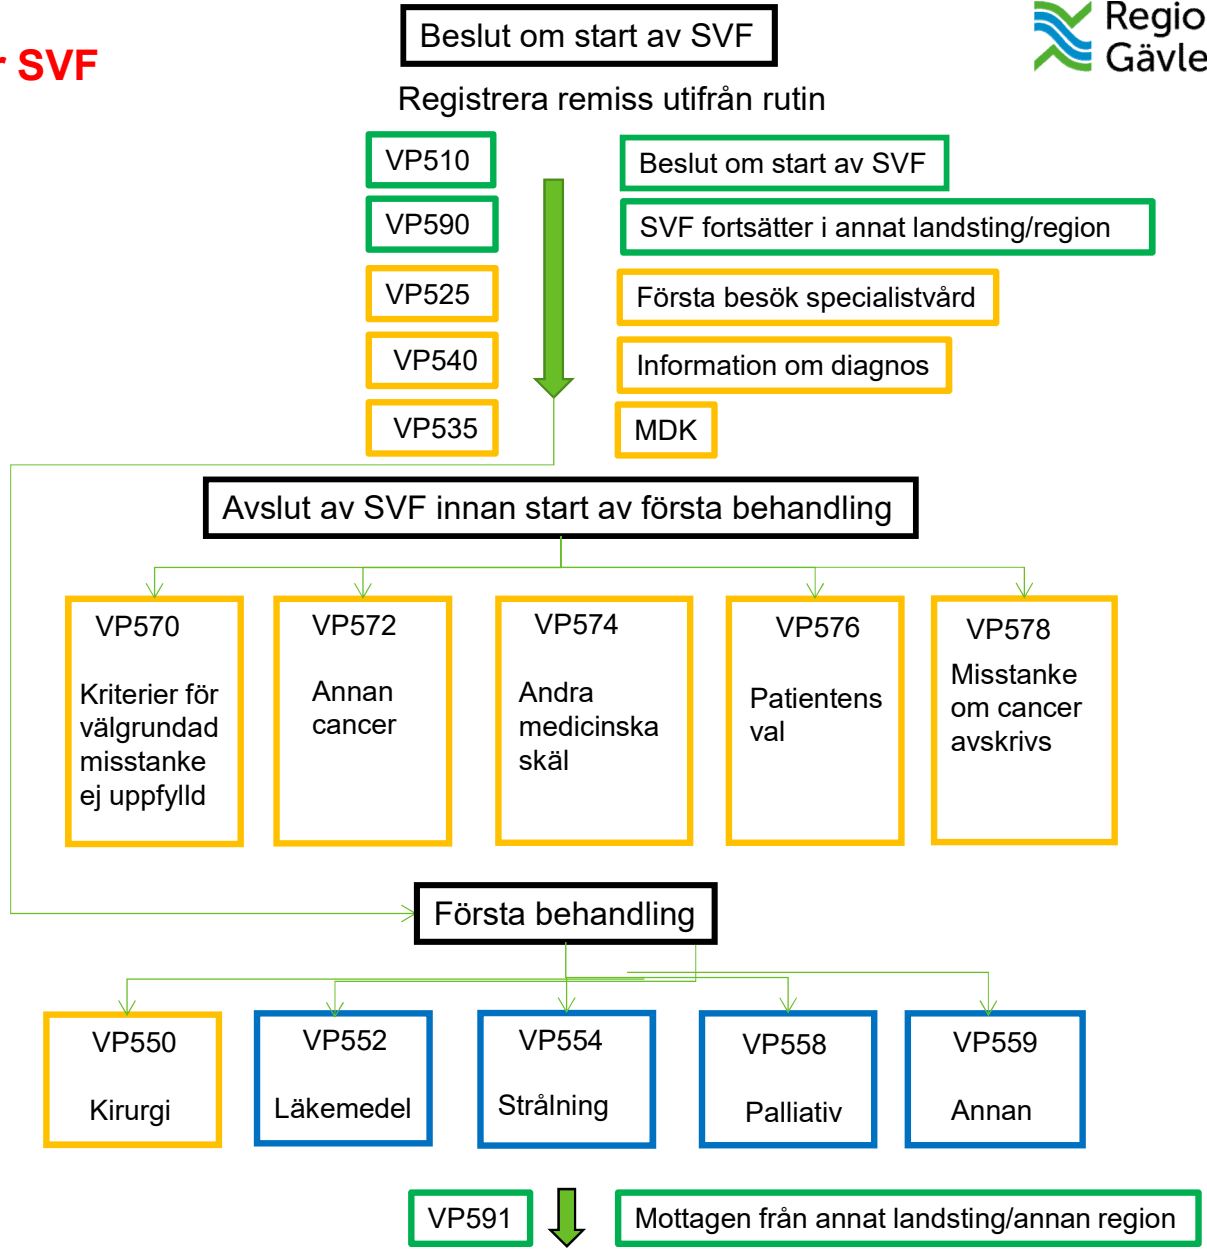 Beslut om start av SVF
Regio
Gävle
r SVF
Registrera remiss utifrån rutin
VP510
Beslut om start av SVF
VP590
SVF fortsätter i annat landsting/region
VP525
Första besök specialistvård
VP540
Information om diagnos
VP535
MDK
Avslut av SVF innan start av första behandling
VP570
Kriterier för
välgrundad
misstanke
ej uppfylld
VP572
Annan
cancer
VP574
Andra
medicinska
skäl
VP576
Patientens
val
VP578
Misstanke
om cancer
avskrivs
Första behandling
VP550
Kirurgi
VP552
Läkemedel
VP554
Strålning
VP558
Palliativ
VP559
Annan
VP591
Mottagen från annat landsting/annan region